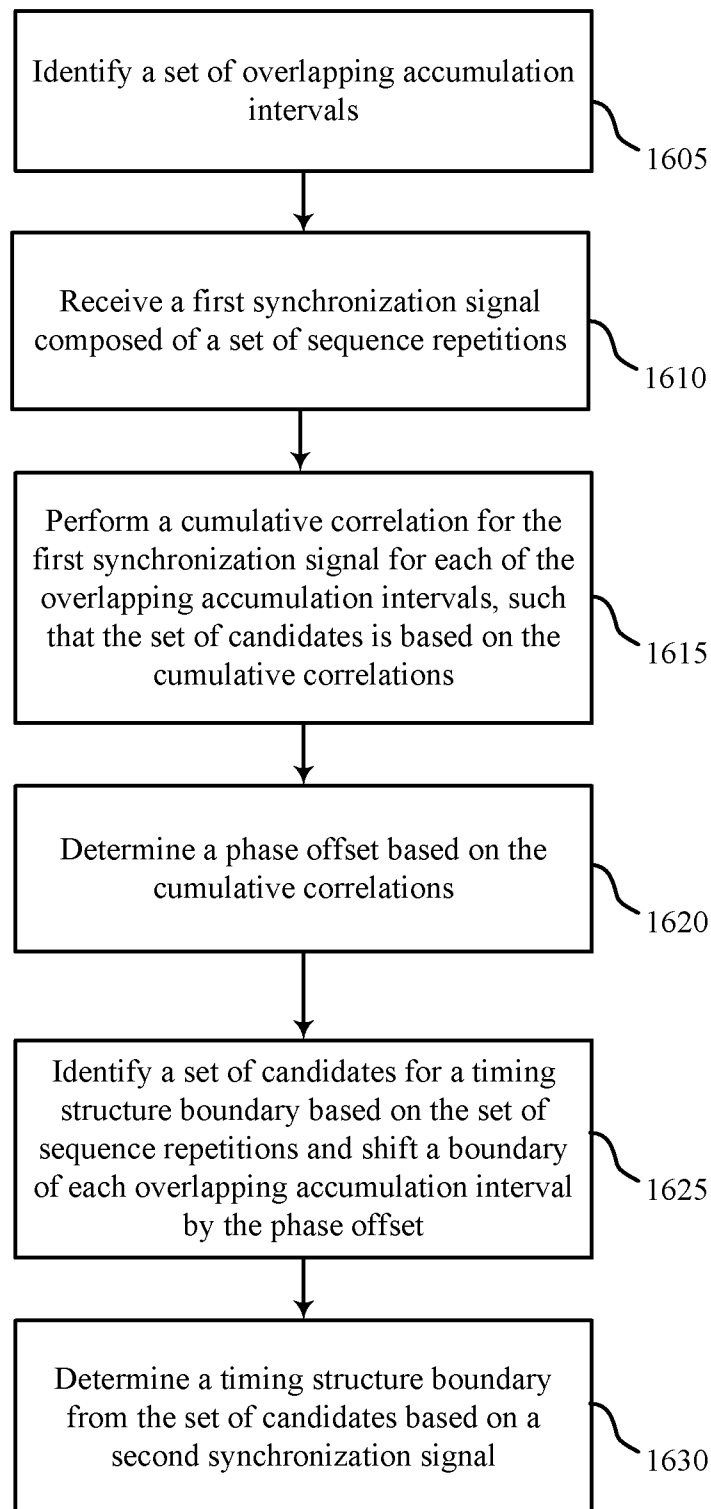 Identify a set of overlapping accumulation
intervals
1605
Receive a first synchronization signal
composed of a set of sequence repetitions
1610
Perform a cumulative correlation for the
first synchronization signal for each of the
overlapping accumulation intervals, such
that the set of candidates is based on the
cumulative correlations
1615
Determine a phase offset based on the
cumulative correlations
1620
Identify a set of candidates for a timing
structure boundary based on the set of
sequence repetitions and shift a boundary
of each overlapping accumulation interval
by the phase offset
1625
Determine a timing structure boundary
from the set of candidates based on a
second synchronization signal
1630